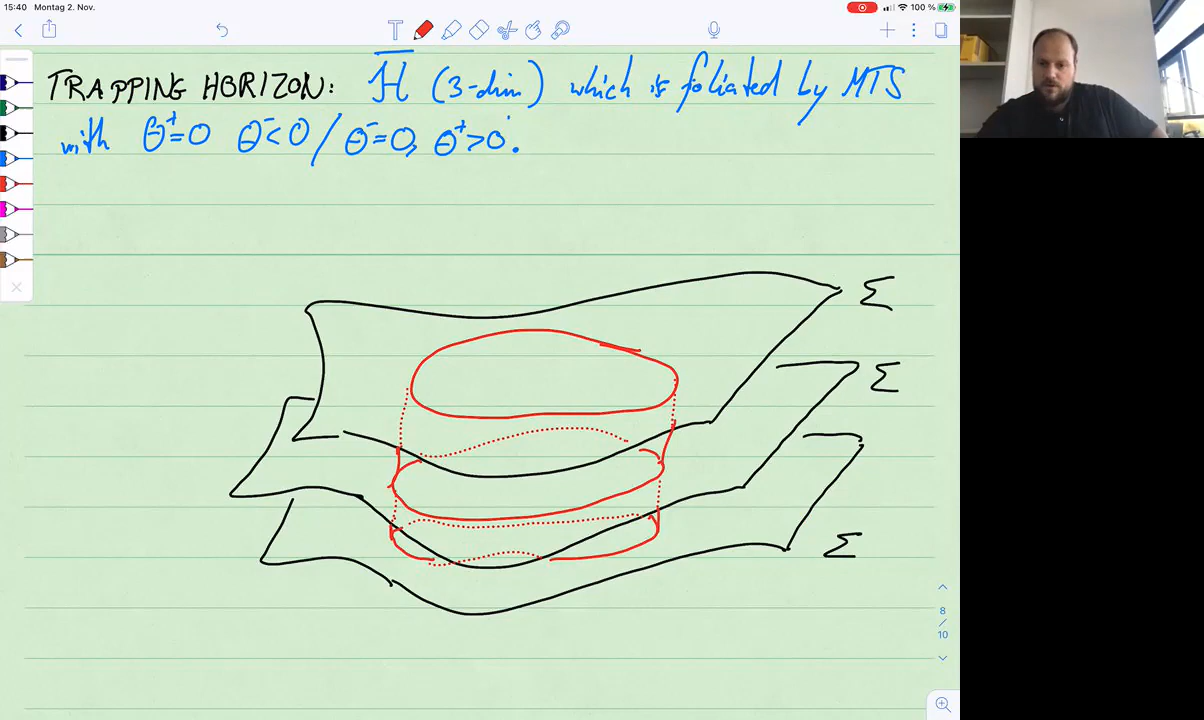 15:40 Montag 2. Nov.
100 %
TRAPPING HORIZON: H̅ (3-dim) which is foliated by MTS
with Θ⁺=0 Θ⁻<0 / Θ⁻=0, Θ⁺>0.
Σ
Σ
Σ
8
/
10